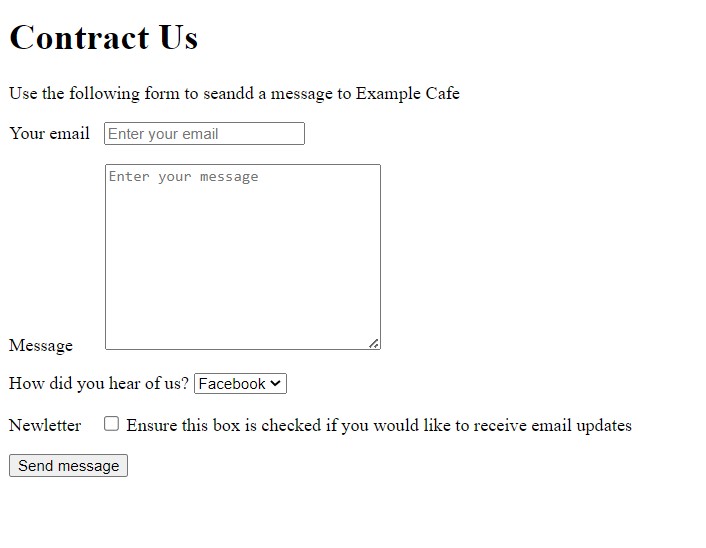 Contract Us
Use the following form to seandd a message to Example Cafe
Your email Enter your email
Enter your message
Message
How did you hear of us? Facebook
Newletter Ensure this box is checked if you would like to receive email updates
Send message